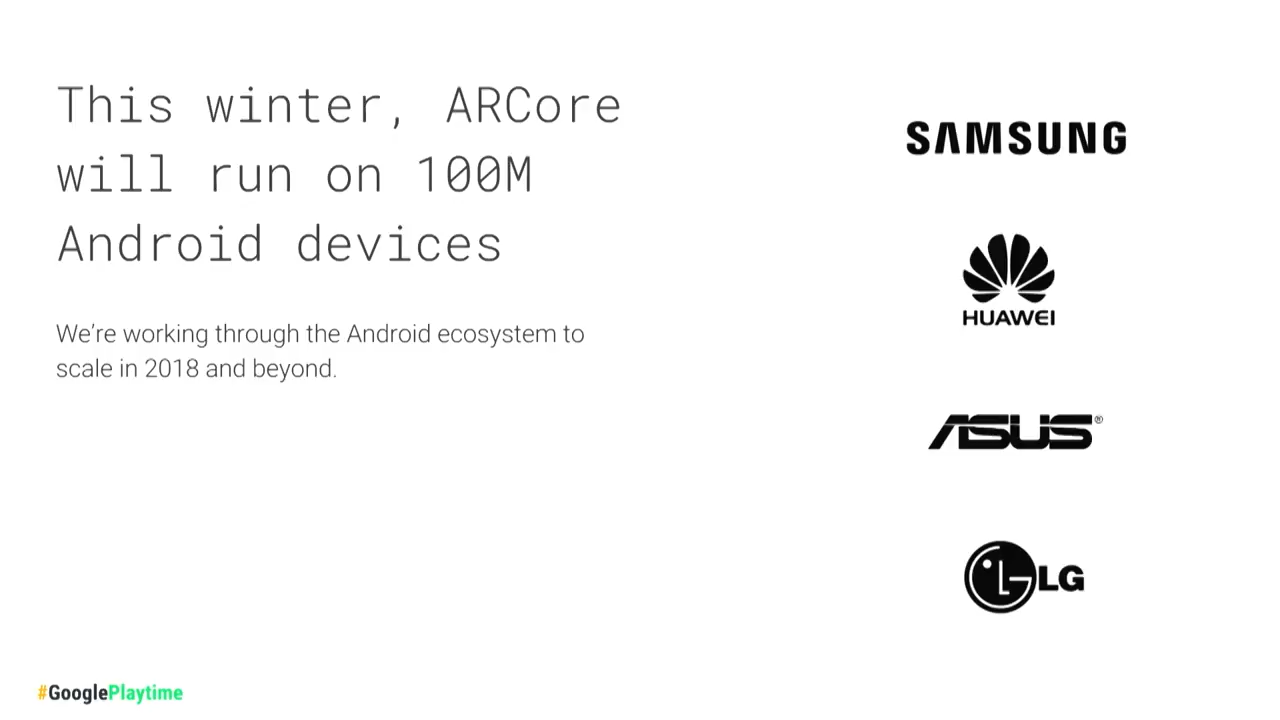 This winter, ARCore
will run on 100M
Android devices
We’re working through the Android ecosystem to
scale in 2018 and beyond.
SAMSUNG
HUAWEI
ASUS®
LG
#GooglePlaytime